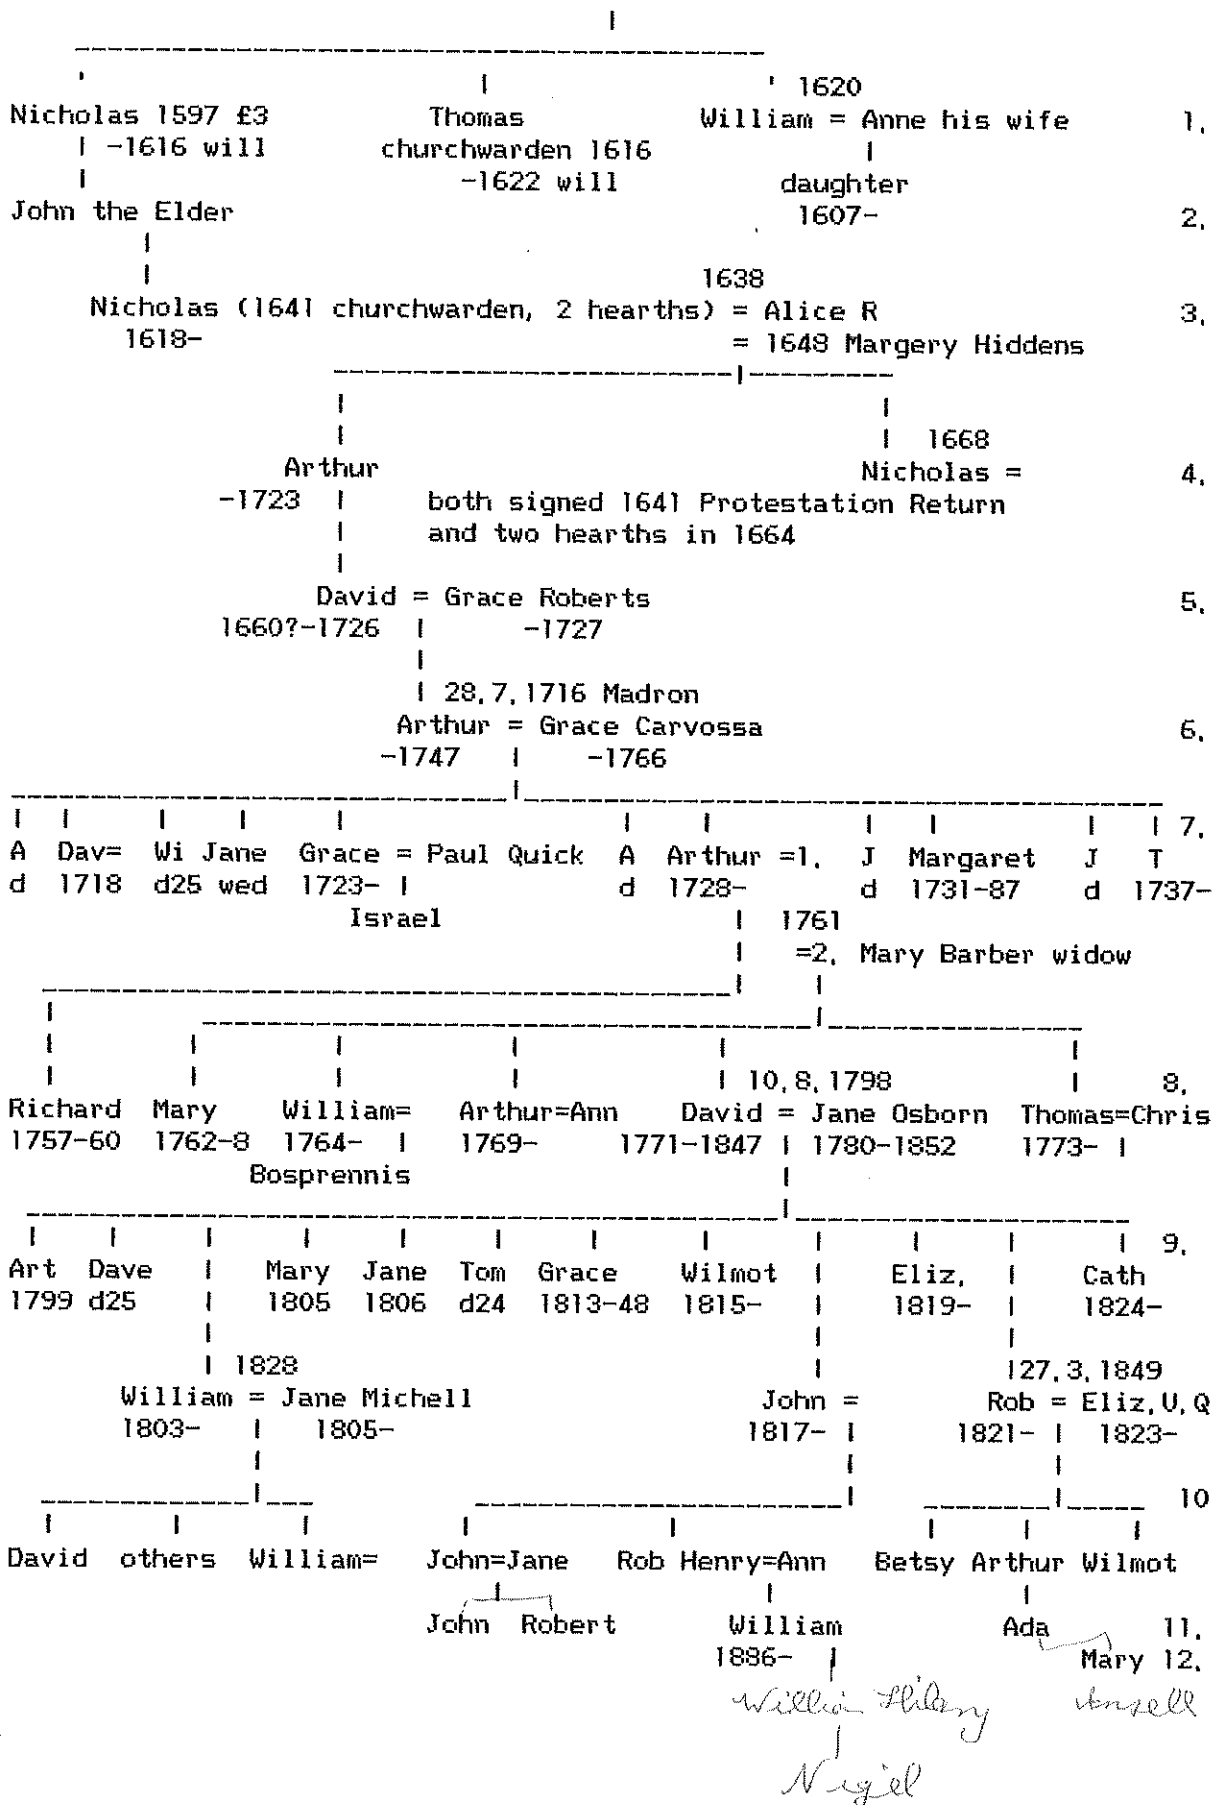 1620
Nicholas 1597 £3 Thomas William = Anne his wife 1.
-1616 will churchwarden 1616
-1622 will daughter
John the Elder 1607- 2.
1638
Nicholas (1641 churchwarden, 2 hearths) = Alice R 3.
1618- = 1648 Margery Hiddens
1668
Arthur Nicholas = 4.
-1723 both signed 1641 Protestation Return
and two hearths in 1664
David = Grace Roberts 5.
1660?-1726 -1727
28.7.1716 Madron
Arthur = Grace Carvossa 6.
-1747 -1766
7.
A Dav= Wi Jane Grace = Paul Quick A Arthur =1. J Margaret J T
d 1718 d25 wed 1723- d 1728- d 1731-87 d 1737-
Israel 1761
=2. Mary Barber widow
10.8.1798 8.
Richard Mary William= Arthur=Ann David = Jane Osborn Thomas=Chris
1757-60 1762-8 1764- 1769- 1771-1847 1780-1852 1773-
Bosprennis
9.
Art Dave Mary Jane Tom Grace Wilmot Eliz. Cath
1799 d25 1805 1806 d24 1813-48 1815- 1819- 1824-
1828 27.3.1849
William = Jane Michell John = Rob = Eliz.U.Q
1803- 1805- 1817- 1821- 1823-
10
David others William= John=Jane Rob Henry=Ann Betsy Arthur Wilmot
John Robert William Ada 11.
1886- Mary 12.
William Hilary
Nigel